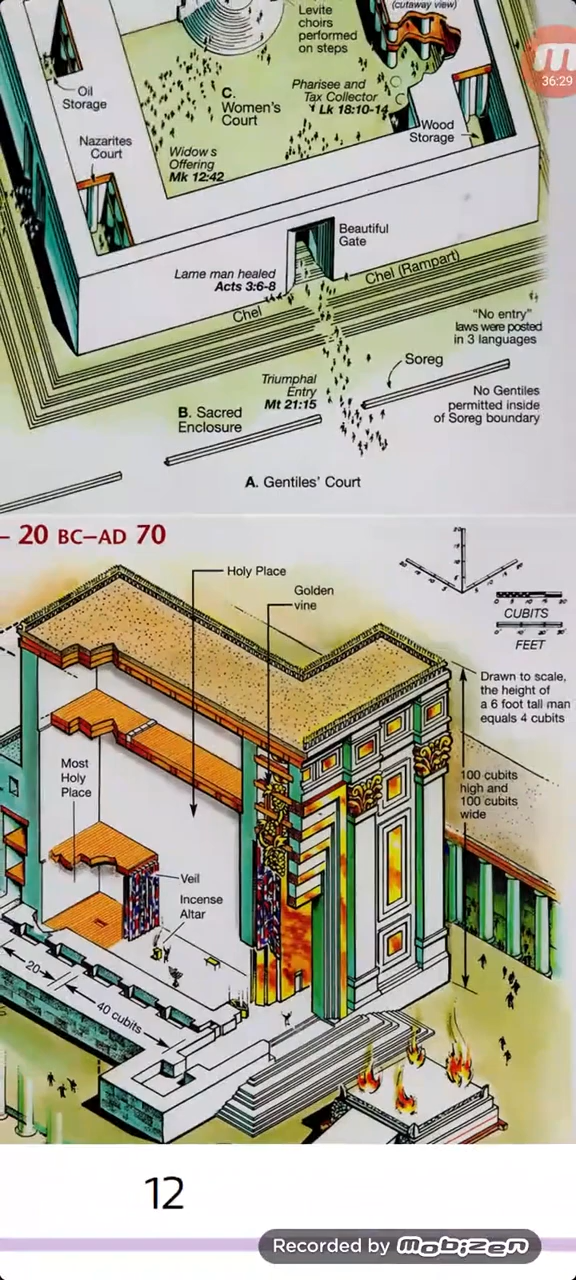 (cutaway view)
Levite
choirs
performed
on steps
36:29
Oil
Storage
C.
Women's
Court
Pharisee and
Tax Collector
Lk 18:10-14
Wood
Storage
Nazarites
Court
Widow s
Offering
Mk 12:42
Beautiful
Gate
Lame man healed
Acts 3:6-8
Chel (Rampart)
Chel
"No entry"
laws were posted
in 3 languages
Soreg
Triumphal
Entry
Mt 21:15
No Gentiles
permitted inside
of Soreg boundary
B. Sacred
Enclosure
A. Gentiles' Court
– 20 BC–AD 70
Holy Place
Golden
vine
CUBITS
FEET
Drawn to scale,
the height of
a 6 foot tall man
equals 4 cubits
Most
Holy
Place
100 cubits
high and
100 cubits
wide
Veil
Incense
Altar
20
40 cubits
12
Recorded by mobizen